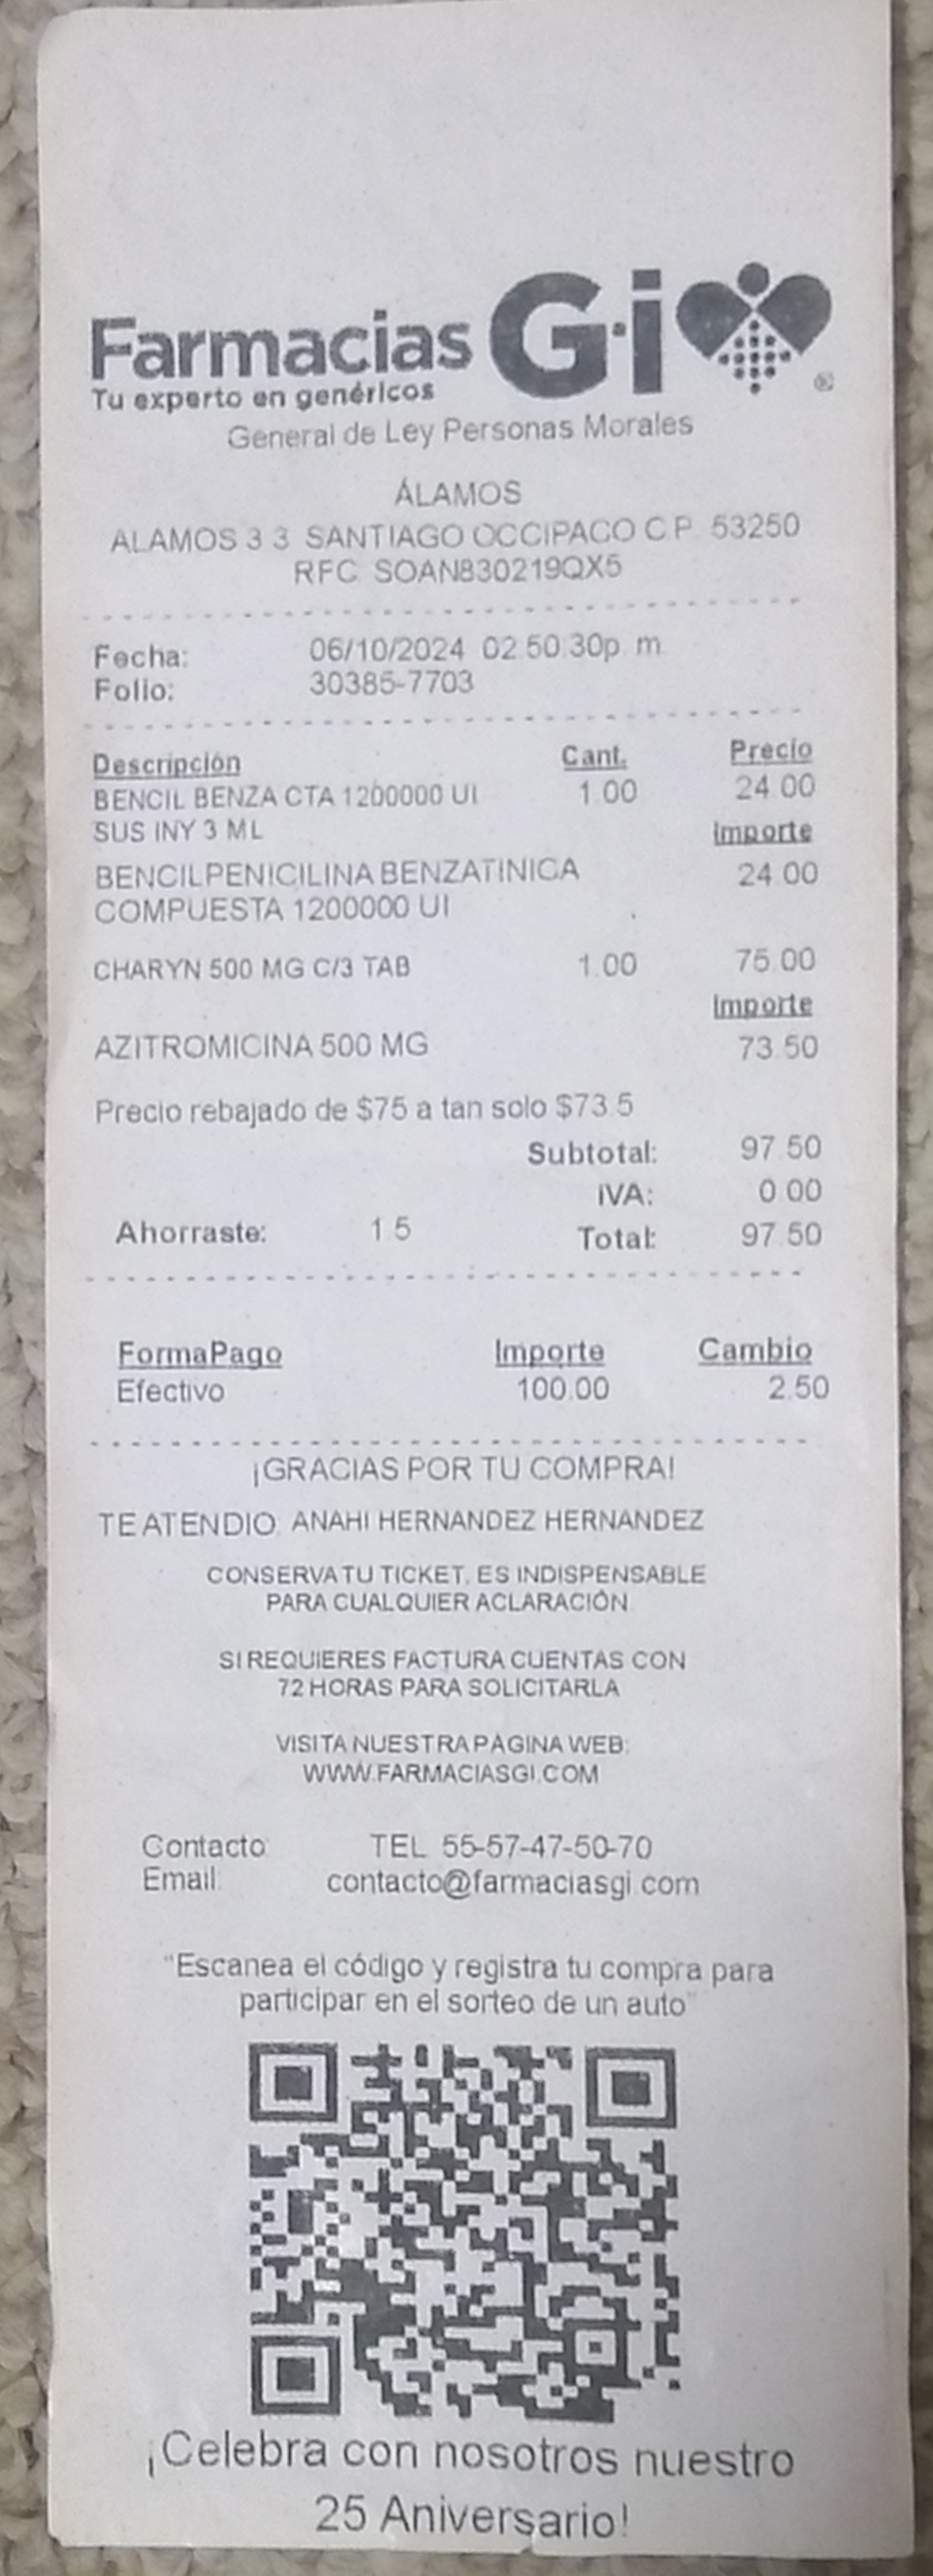 Farmacias G·i ®
Tu experto en genéricos
General de Ley Personas Morales
ÁLAMOS
ALAMOS 3 3 SANTIAGO OCCIPACO C P 53250
RFC SOAN830219QX5
Fecha: 06/10/2024 02 50 30p m
Folio: 30385-7703
Descripción Cant. Precio
BENCIL BENZA CTA 1200000 UI 1.00 24.00
SUS INY 3 ML Importe
BENCILPENICILINA BENZATINICA 24.00
COMPUESTA 1200000 UI
CHARYN 500 MG C/3 TAB 1.00 75.00
Importe
AZITROMICINA 500 MG 73.50
Precio rebajado de $75 a tan solo $73 5
Subtotal: 97.50
IVA: 0.00
Ahorraste: 1 5 Total: 97.50
FormaPago Importe Cambio
Efectivo 100.00 2.50
¡GRACIAS POR TU COMPRA!
TE ATENDIO ANAHI HERNANDEZ HERNANDEZ
CONSERVA TU TICKET, ES INDISPENSABLE
PARA CUALQUIER ACLARACIÓN
SI REQUIERES FACTURA CUENTAS CON
72 HORAS PARA SOLICITARLA
VISITA NUESTRA PAGINA WEB:
WWW.FARMACIASGI.COM
Contacto: TEL 55-57-47-50-70
Email: contacto@farmaciasgi.com
"Escanea el código y registra tu compra para
participar en el sorteo de un auto"
¡Celebra con nosotros nuestro
25 Aniversario!